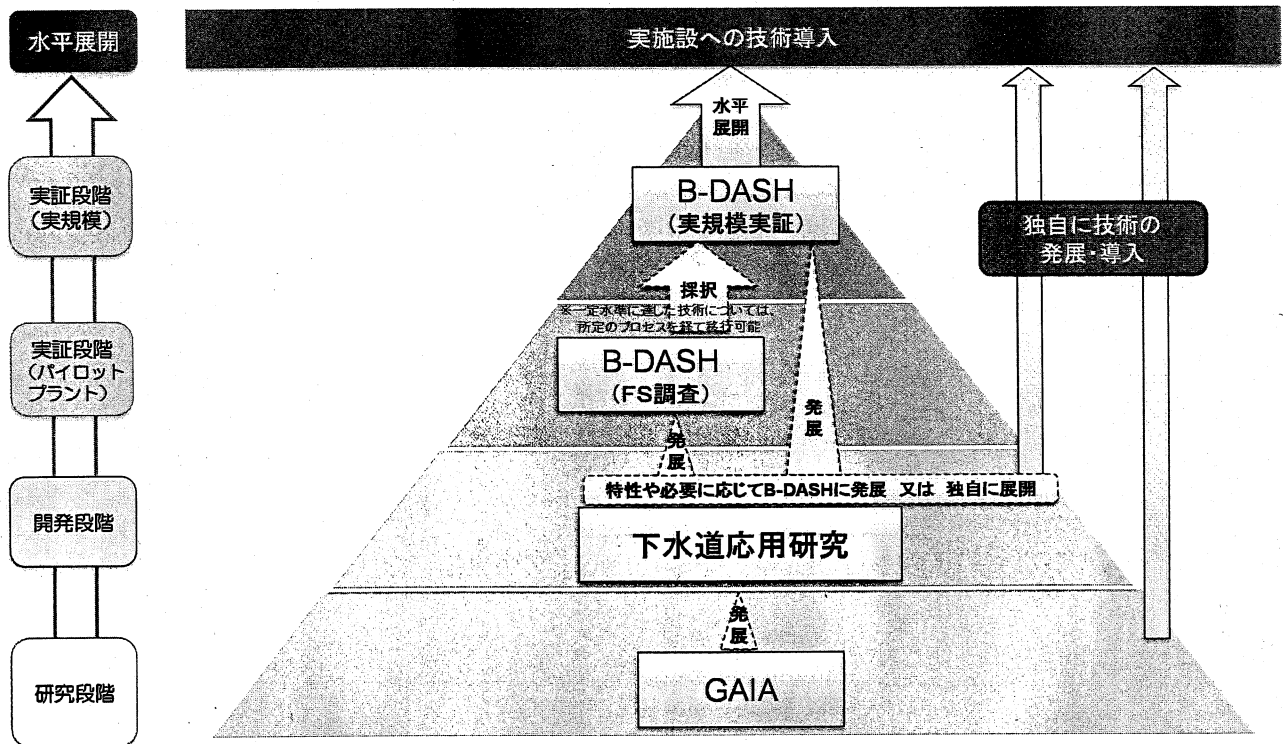 水平展開
実施設への技術導入
水平
展開
実証段階
(実規模)
B-DASH
(実規模実証)
独自に技術の
発展・導入
採択
※一定水準に達した技術については、
所定のプロセスを経て移行可能
実証段階
(パイロット
プラント)
B-DASH
(FS調査)
発
展
発
展
特性や必要に応じてB-DASHに発展 又は 独自に展開
開発段階
下水道応用研究
発
展
研究段階
GAIA